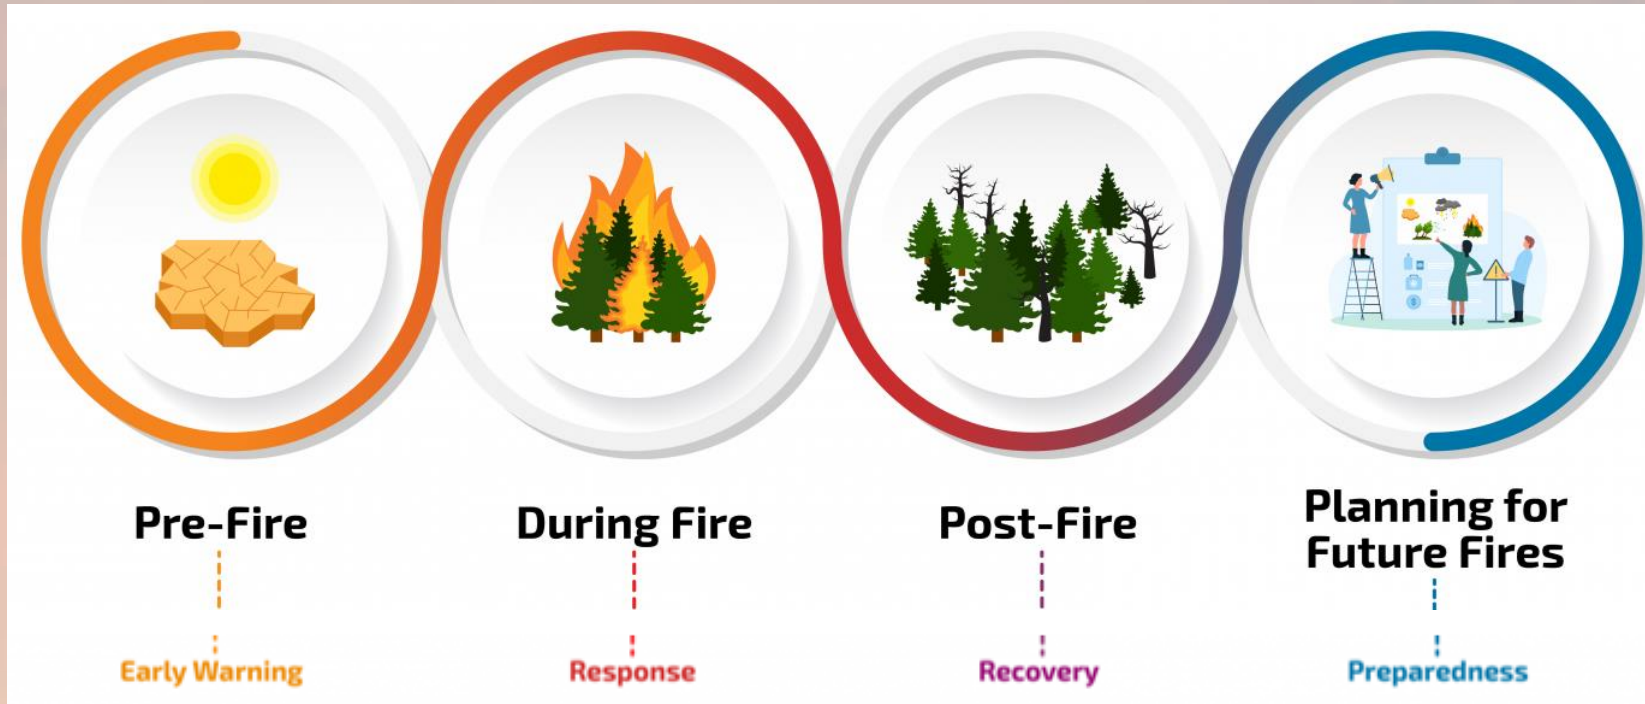 Pre-Fire
During Fire
Post-Fire
Planning for
Future Fires
Early Warning
Response
Recovery
Preparedness